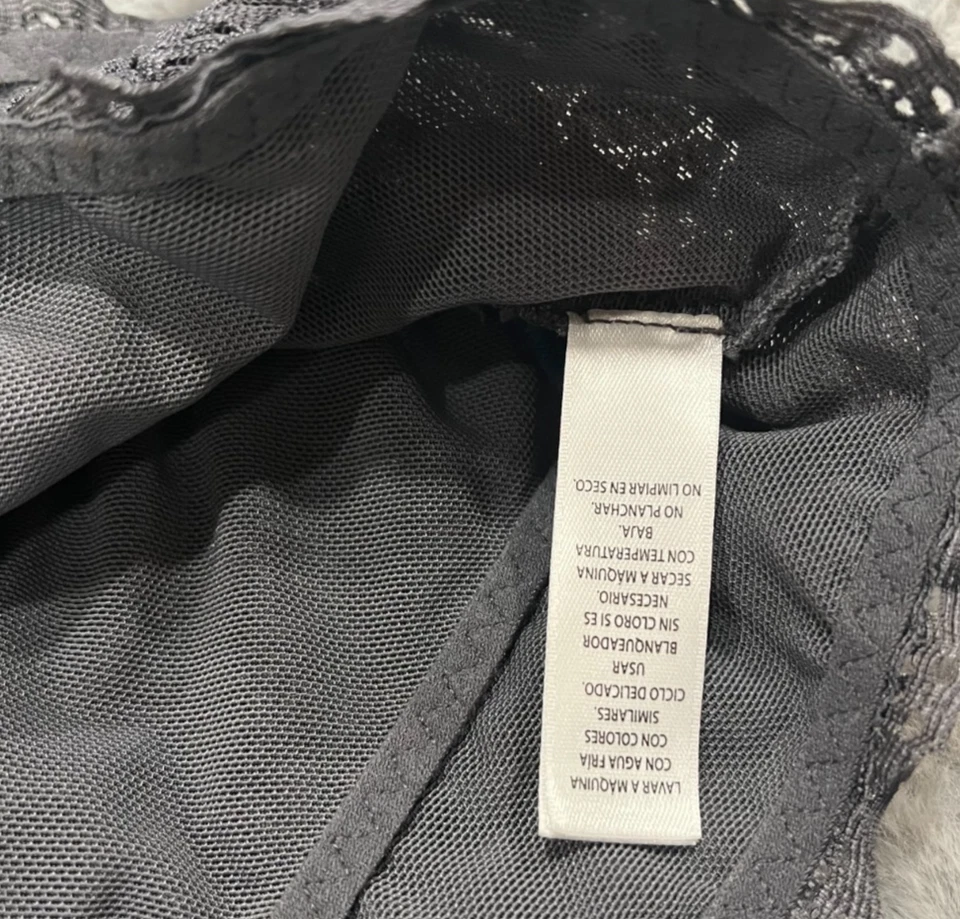 LAVAR A MÁQUINA
CON AGUA FRÍA
CON COLORES
SIMILARES.
CICLO DELICADO.
USAR
BLANQUEADOR
SIN CLORO SI ES
NECESARIO.
SECAR A MÁQUINA
CON TEMPERATURA
BAJA.
NO PLANCHAR.
NO LIMPIAR EN SECO.